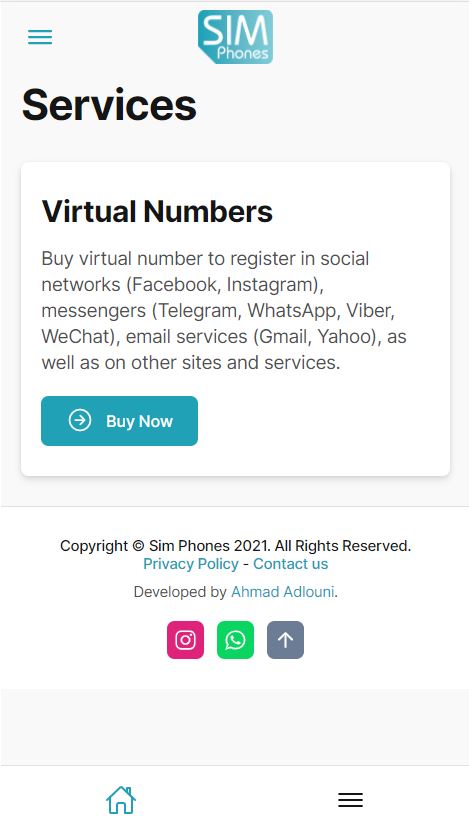 SIM
Phones
Services
Virtual Numbers
Buy virtual number to register in social
networks (Facebook, Instagram),
messengers (Telegram, WhatsApp, Viber,
WeChat), email services (Gmail, Yahoo), as
well as on other sites and services.
Buy Now
Copyright © Sim Phones 2021. All Rights Reserved.
Privacy Policy - Contact us
Developed by Ahmad Adlouni.